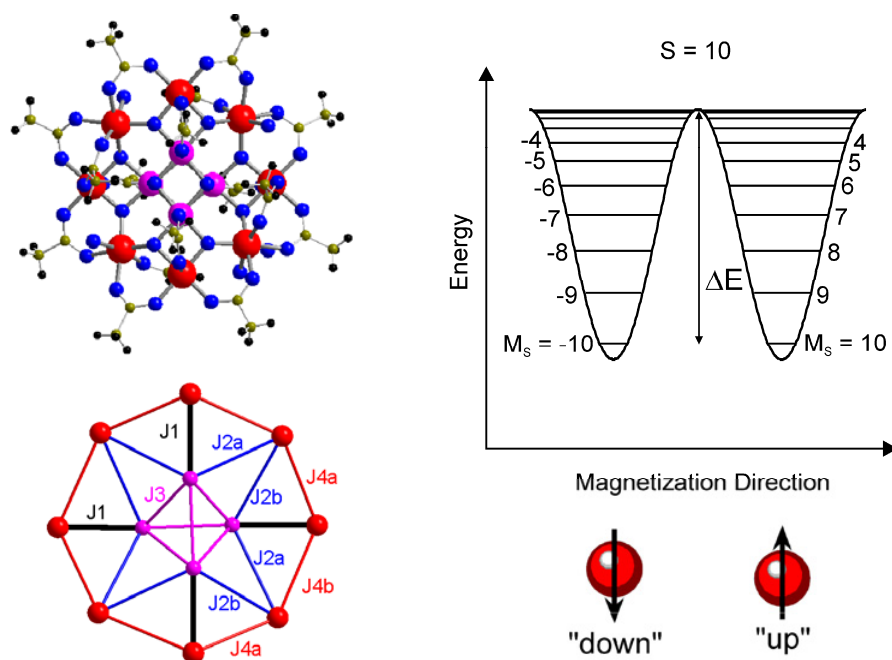 S = 10
Energy
-4
-5
-6
-7
-8
-9
M_S = -10
4
5
6
7
8
9
M_S = 10
ΔE
Magnetization Direction
"down"
"up"
J1
J2a
J4a
J3
J2b
J1
J2a
J4b
J2b
J4a